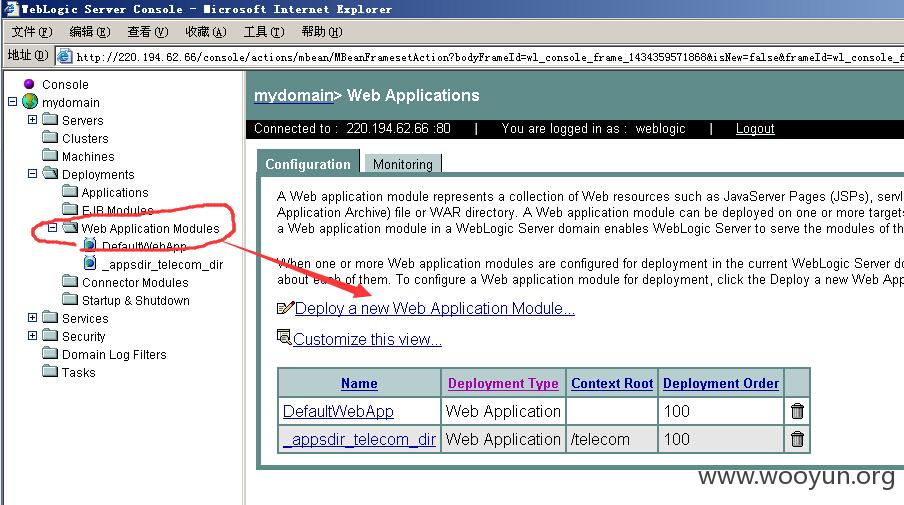 WebLogic Server Console - Microsoft Internet Explorer
文件(F) 编辑(E) 查看(V) 收藏(A) 工具(T) 帮助(H)
地址(D) http://220.194.62.66/console/actions/mbean/MBeanFramesetAction?bodyFrameId=wl_console_frame_1434359571868&isNew=false&frameId=wl_console_f
Console
mydomain
Servers
Clusters
Machines
Deployments
Applications
EJB Modules
Web Application Modules
DefaultWebApp
_appsdir_telecom_dir
Connector Modules
Startup & Shutdown
Services
Security
Domain Log Filters
Tasks
mydomain> Web Applications
Connected to : 220.194.62.66 :80 | You are logged in as : weblogic | Logout
Configuration Monitoring
A Web application module represents a collection of Web resources such as JavaServer Pages (JSPs), servl
Application Archive) file or WAR directory. A Web application module can be deployed on one or more targets
a Web application module in a WebLogic Server domain enables WebLogic Server to serve the modules of th
When one or more Web application modules are configured for deployment in the current WebLogic Server do
about each of them. To configure a Web application module for deployment, click the Deploy a new Web App
Deploy a new Web Application Module...
Customize this view...
Name Deployment Type Context Root Deployment Order
DefaultWebApp Web Application 100
_appsdir_telecom_dir Web Application /telecom 100
www.wooyun.org